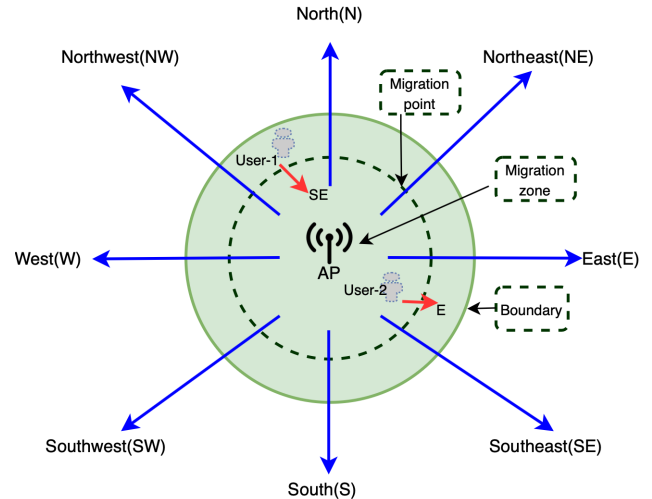 North(N)
Northwest(NW)
Northeast(NE)
Migration
point
User-1
SE
Migration
zone
AP
West(W)
East(E)
User-2
E
Boundary
Southwest(SW)
Southeast(SE)
South(S)